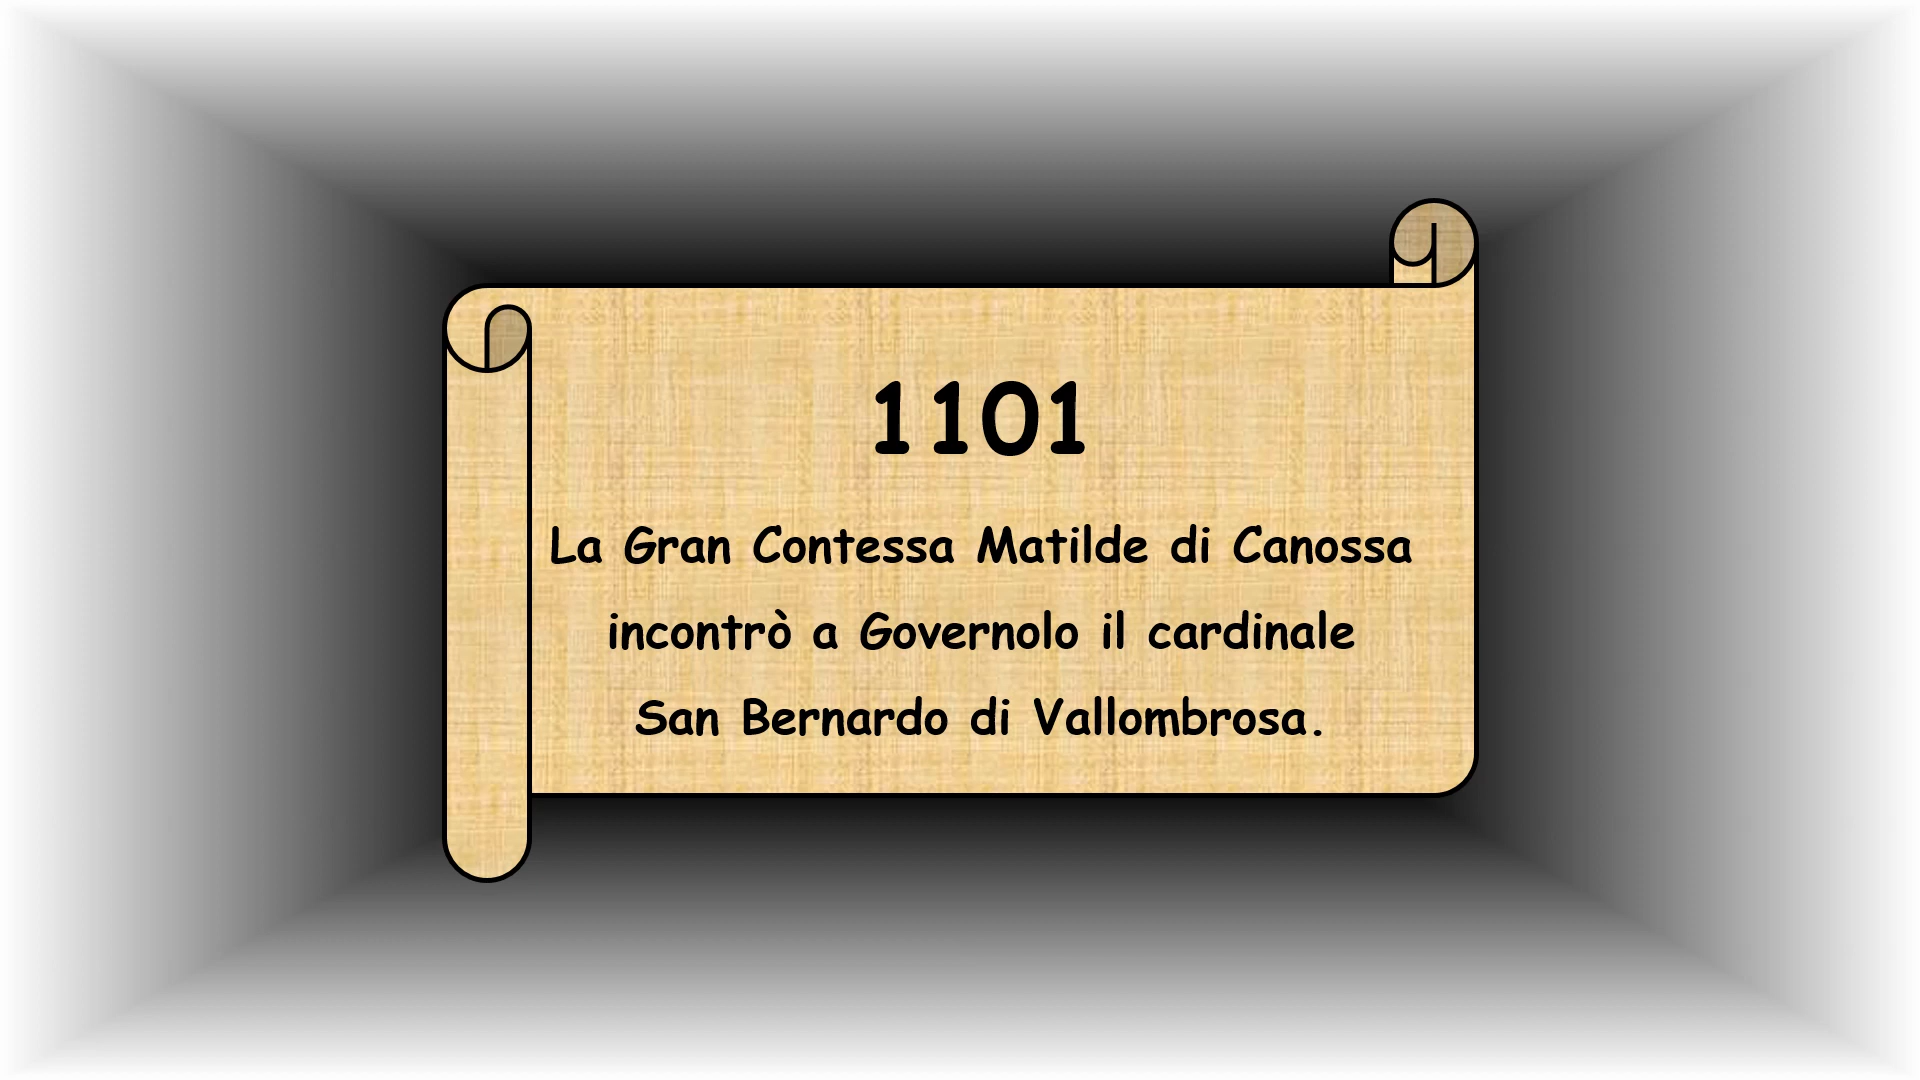 1101
La Gran Contessa Matilde di Canossa
incontrò a Governolo il cardinale
San Bernardo di Vallombrosa.